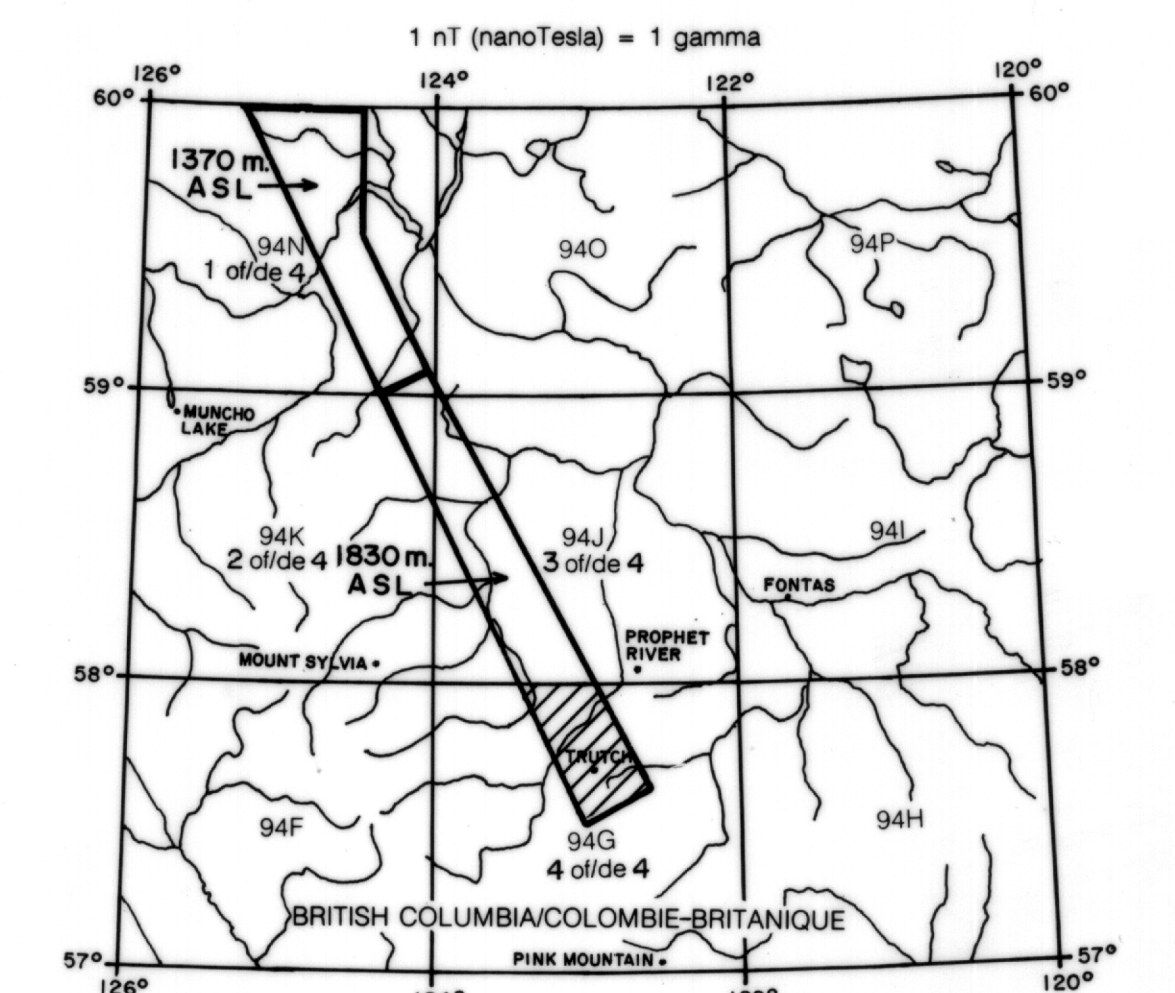 1 nT (nanoTesla) = 1 gamma
126°
124°
122°
120°
60°
60°
1370 m.
ASL
94N
1 of/de 4
94O
94P
59°
59°
MUNCHO
LAKE
94K
2 of/de 4
1830 m.
ASL
94J
3 of/de 4
94I
FONTAS
PROPHET
RIVER
MOUNT SYLVIA
58°
58°
TRUTCH
94F
94G
4 of/de 4
94H
BRITISH COLUMBIA/COLOMBIE-BRITANIQUE
PINK MOUNTAIN
57°
57°
126°
120°